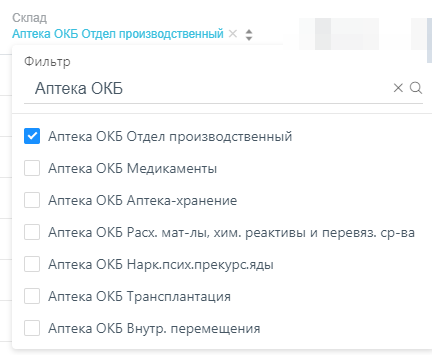 Склад
Аптека ОКБ Отдел производственный
Фильтр
Аптека ОКБ
Аптека ОКБ Отдел производственный
Аптека ОКБ Медикаменты
Аптека ОКБ Аптека-хранение
Аптека ОКБ Расх. мат-лы, хим. реактивы и перевяз. ср-ва
Аптека ОКБ Нарк.псих.прекурс.яды
Аптека ОКБ Трансплантация
Аптека ОКБ Внутр. перемещения